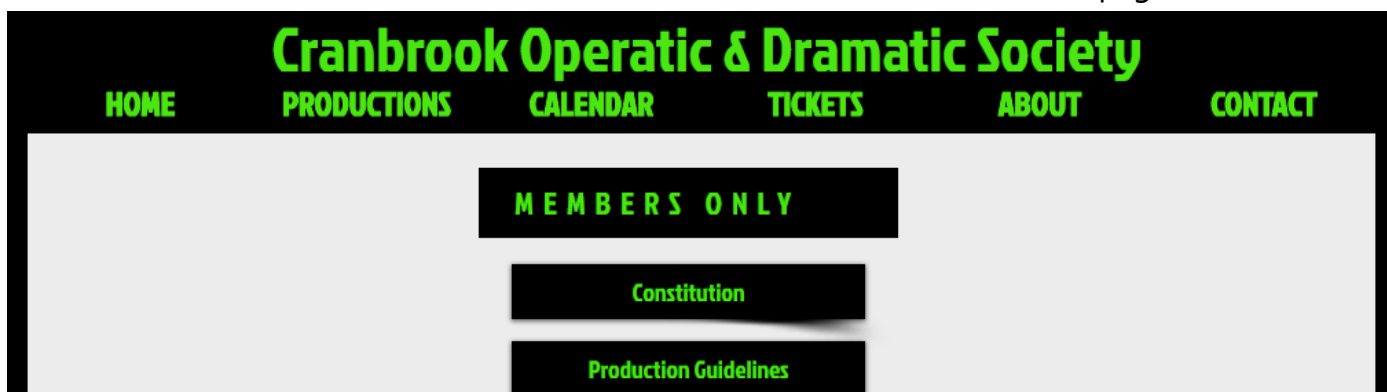 Cranbrook Operatic & Dramatic Society
HOME PRODUCTIONS CALENDAR TICKETS ABOUT CONTACT
MEMBERS ONLY
Constitution
Production Guidelines